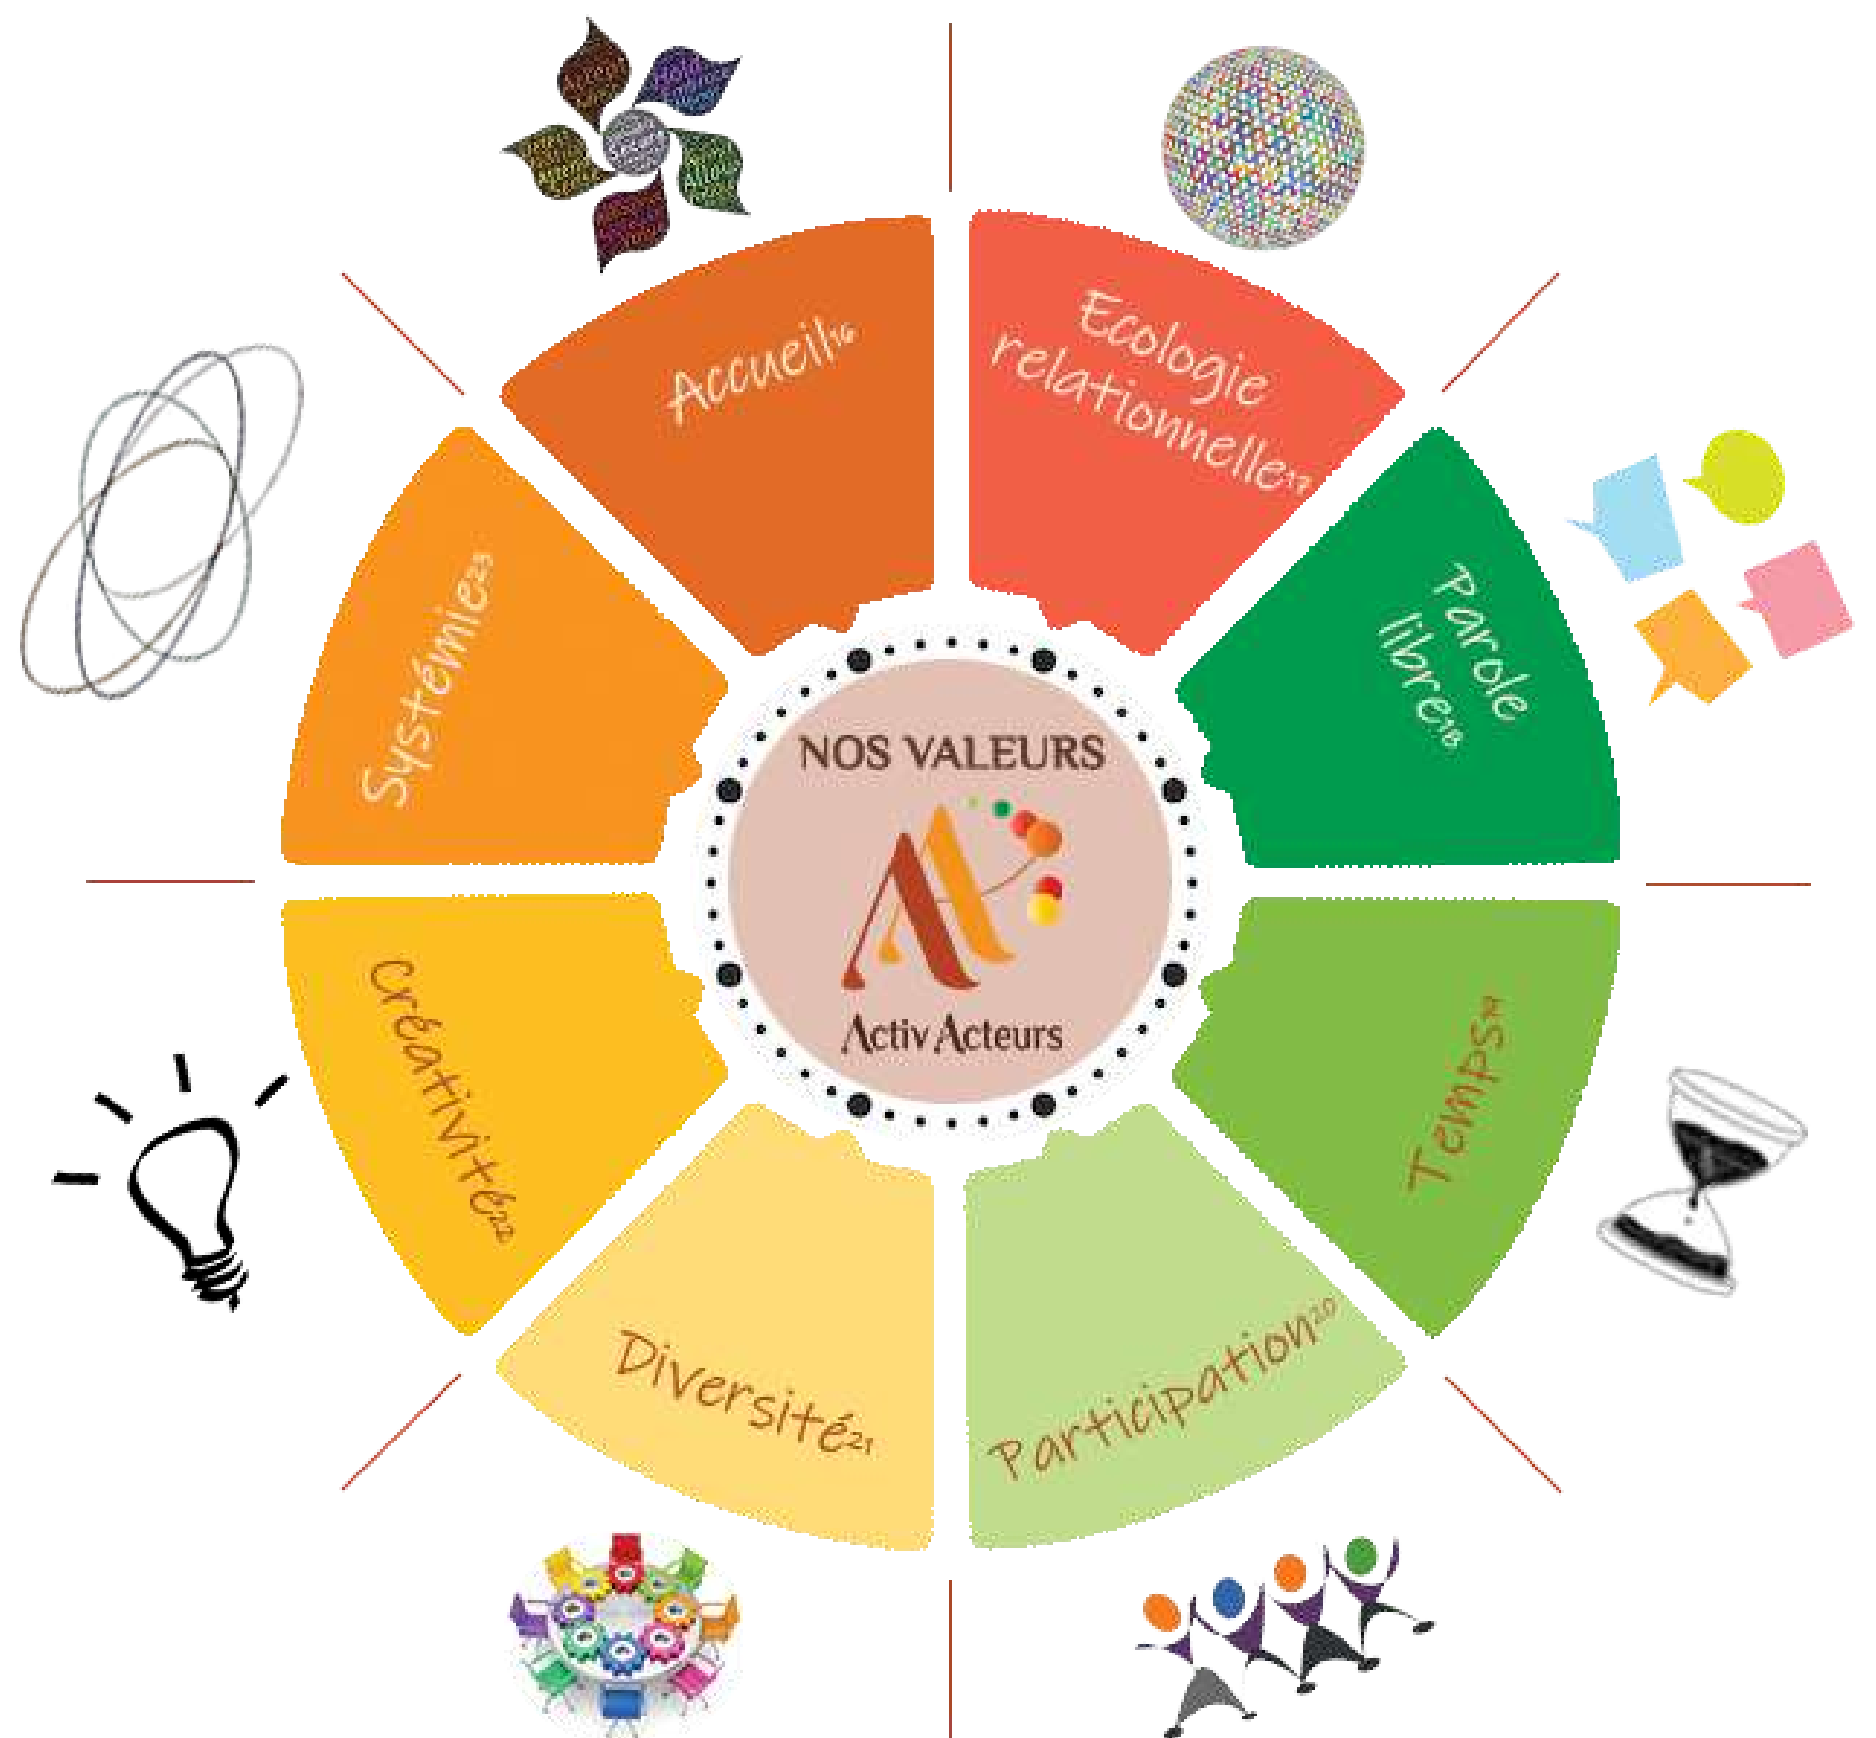 Accueil16
Ecologie
relationnelle17
Parole
libre18
Temps19
Participation20
Diversité21
Créativité22
Systémie23
NOS VALEURS
ActivActeurs